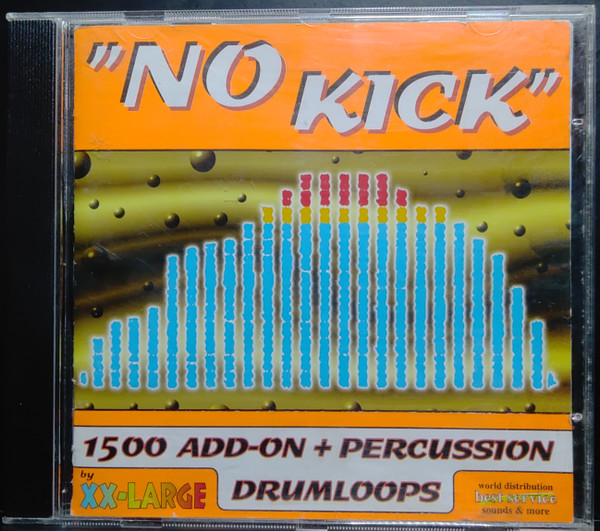 "NO KICK"
1500 ADD-ON + PERCUSSION
DRUMLOOPS
by
XX-LARGE
world distribution
best service
sounds & more